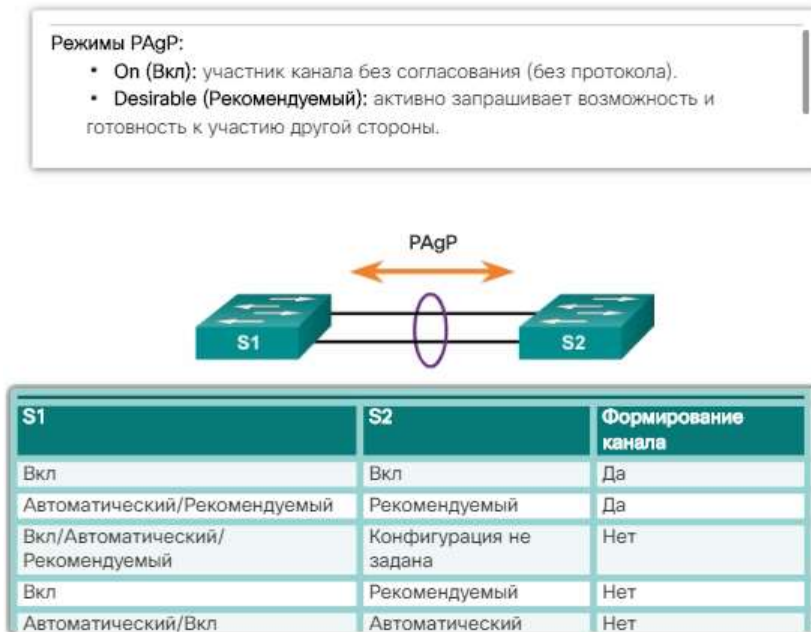 Режимы PAgP:
• On (Вкл): участник канала без согласования (без протокола).
• Desirable (Рекомендуемый): активно запрашивает возможность и
готовность к участию другой стороны.
PAgP
S1
S2
S1 S2 Формирование
канала
Вкл Вкл Да
Автоматический/Рекомендуемый Рекомендуемый Да
Вкл/Автоматический/ Конфигурация не Нет
Рекомендуемый задана
Вкл Рекомендуемый Нет
Автоматический/Вкл Автоматический Нет